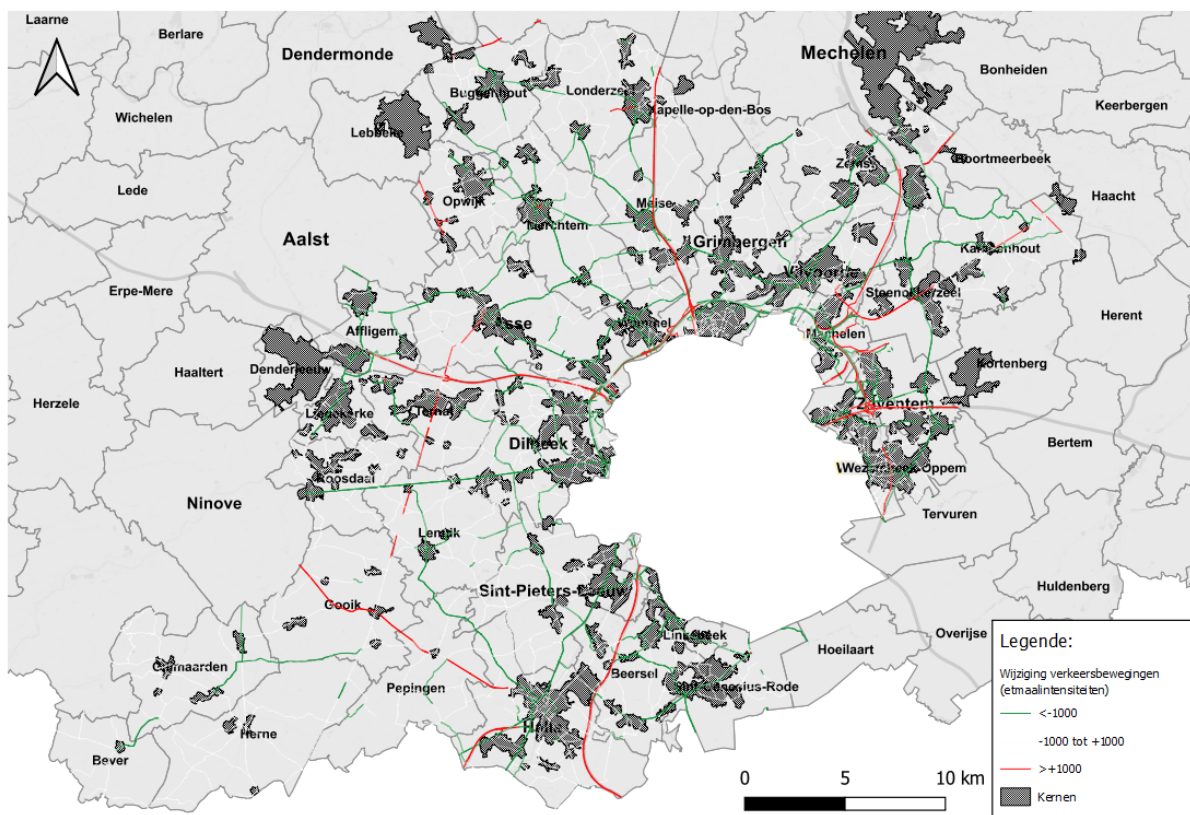 Laarne
Berlare
Dendermonde
Mechelen
Bonheiden
Keerbergen
Wichelen
Buggenhout
Londerzeel
Kapelle-op-den-Bos
Lebbeke
Zemst
Boortmeerbeek
Lede
Haacht
Opwijk
Meise
Merchtem
Aalst
Grimbergen
Kampenhout
Vilvoorde
Erpe-Mere
Steenokkerzeel
Affligem
Asse
Wemmel
Machelen
Herent
Haaltert
Denderleeuw
Kortenberg
Herzele
Liedekerke
Ternat
Zaventem
Dilbeek
Bertem
Roosdaal
Wezembeek-Oppem
Ninove
Tervuren
Lennik
Sint-Pieters-Leeuw
Huldenberg
Gooik
Linkebeek
Overijse
Hoeilaart
Galmaarden
Beersel
Pepingen
Sint-Genesius-Rode
Halle
Herne
Bever
0 5 10 km
Legende:
Wijziging verkeersbewegingen
(etmaalintensiteiten)
<-1000
-1000 tot +1000
>+1000
Kernen